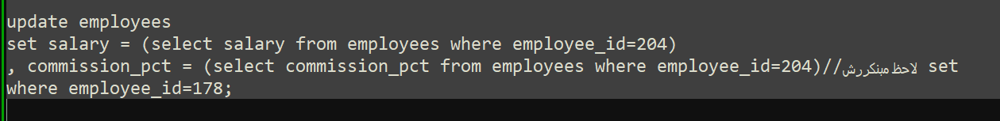 update employees
set salary = (select salary from employees where employee_id=204)
, commission_pct = (select commission_pct from employees where employee_id=204)//لاحظ مبنكررش set
where employee_id=178;